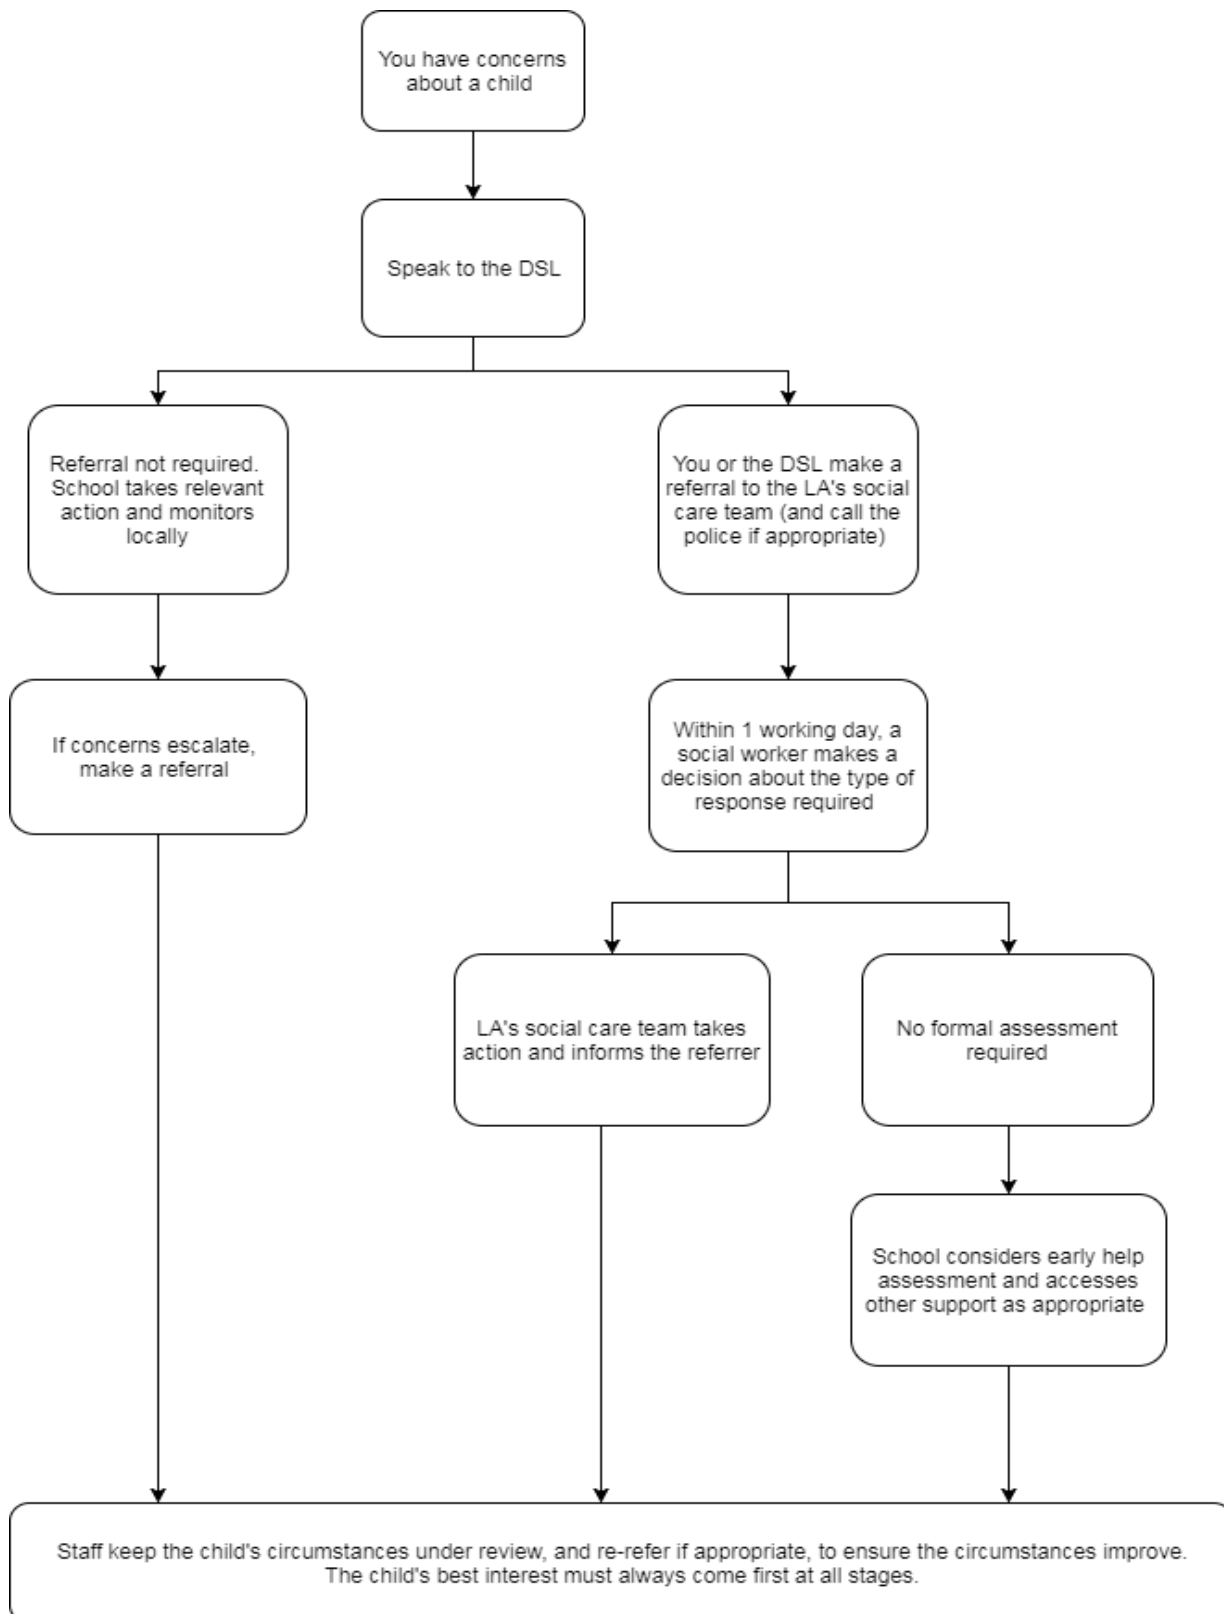 You have concerns
about a child
Speak to the DSL
Referral not required.
School takes relevant
action and monitors
locally
You or the DSL make a
referral to the LA's social
care team (and call the
police if appropriate)
If concerns escalate,
make a referral
Within 1 working day, a
social worker makes a
decision about the type of
response required
LA's social care team takes
action and informs the referrer
No formal assessment
required
School considers early help
assessment and accesses
other support as appropriate
Staff keep the child's circumstances under review, and re-refer if appropriate, to ensure the circumstances improve.
The child's best interest must always come first at all stages.